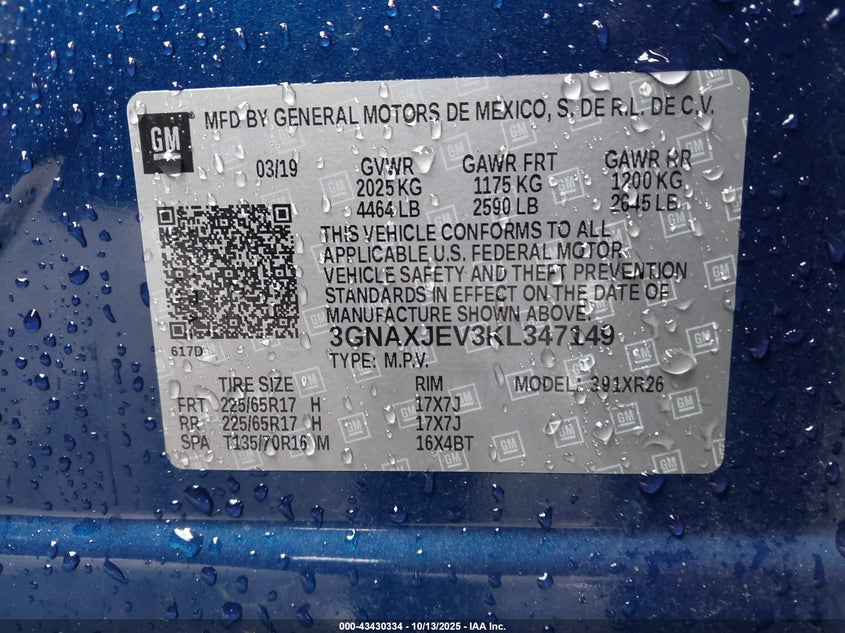 GM ® MFD BY GENERAL MOTORS DE MEXICO, S. DE R.L. DE C.V.
03/19 GVWR GAWR FRT GAWR RR
2025 KG 1175 KG 1200 KG
4464 LB 2590 LB 2645 LB
THIS VEHICLE CONFORMS TO ALL
APPLICABLE U.S. FEDERAL MOTOR
VEHICLE SAFETY AND THEFT PREVENTION
STANDARDS IN EFFECT ON THE DATE OF
MANUFACTURE SHOWN ABOVE.
617D
3GNAXJEV3KL347149
TYPE: M.P.V.
TIRE SIZE RIM MODEL: 391XR26
FRT 225/65R17 H 17X7J
RR 225/65R17 H 17X7J
SPA T135/70R16 M 16X4BT
000-43430334 | 10/13/2025 - IAA Inc.